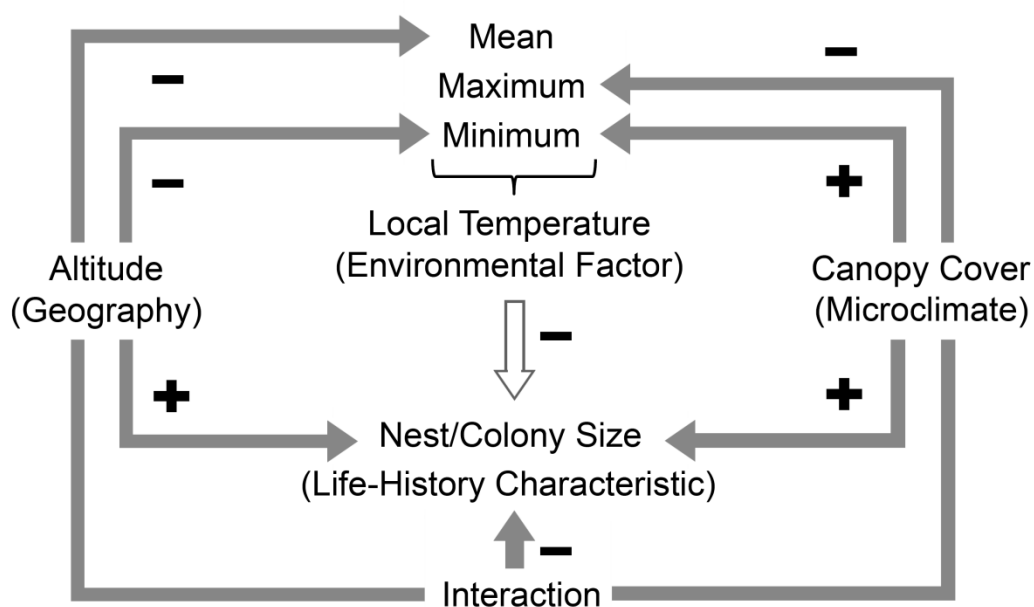 Mean
−
−
Maximum
Minimum
−
+
Local Temperature
(Environmental Factor)
Altitude
(Geography)
Canopy Cover
(Microclimate)
−
+
+
Nest/Colony Size
(Life-History Characteristic)
−
Interaction